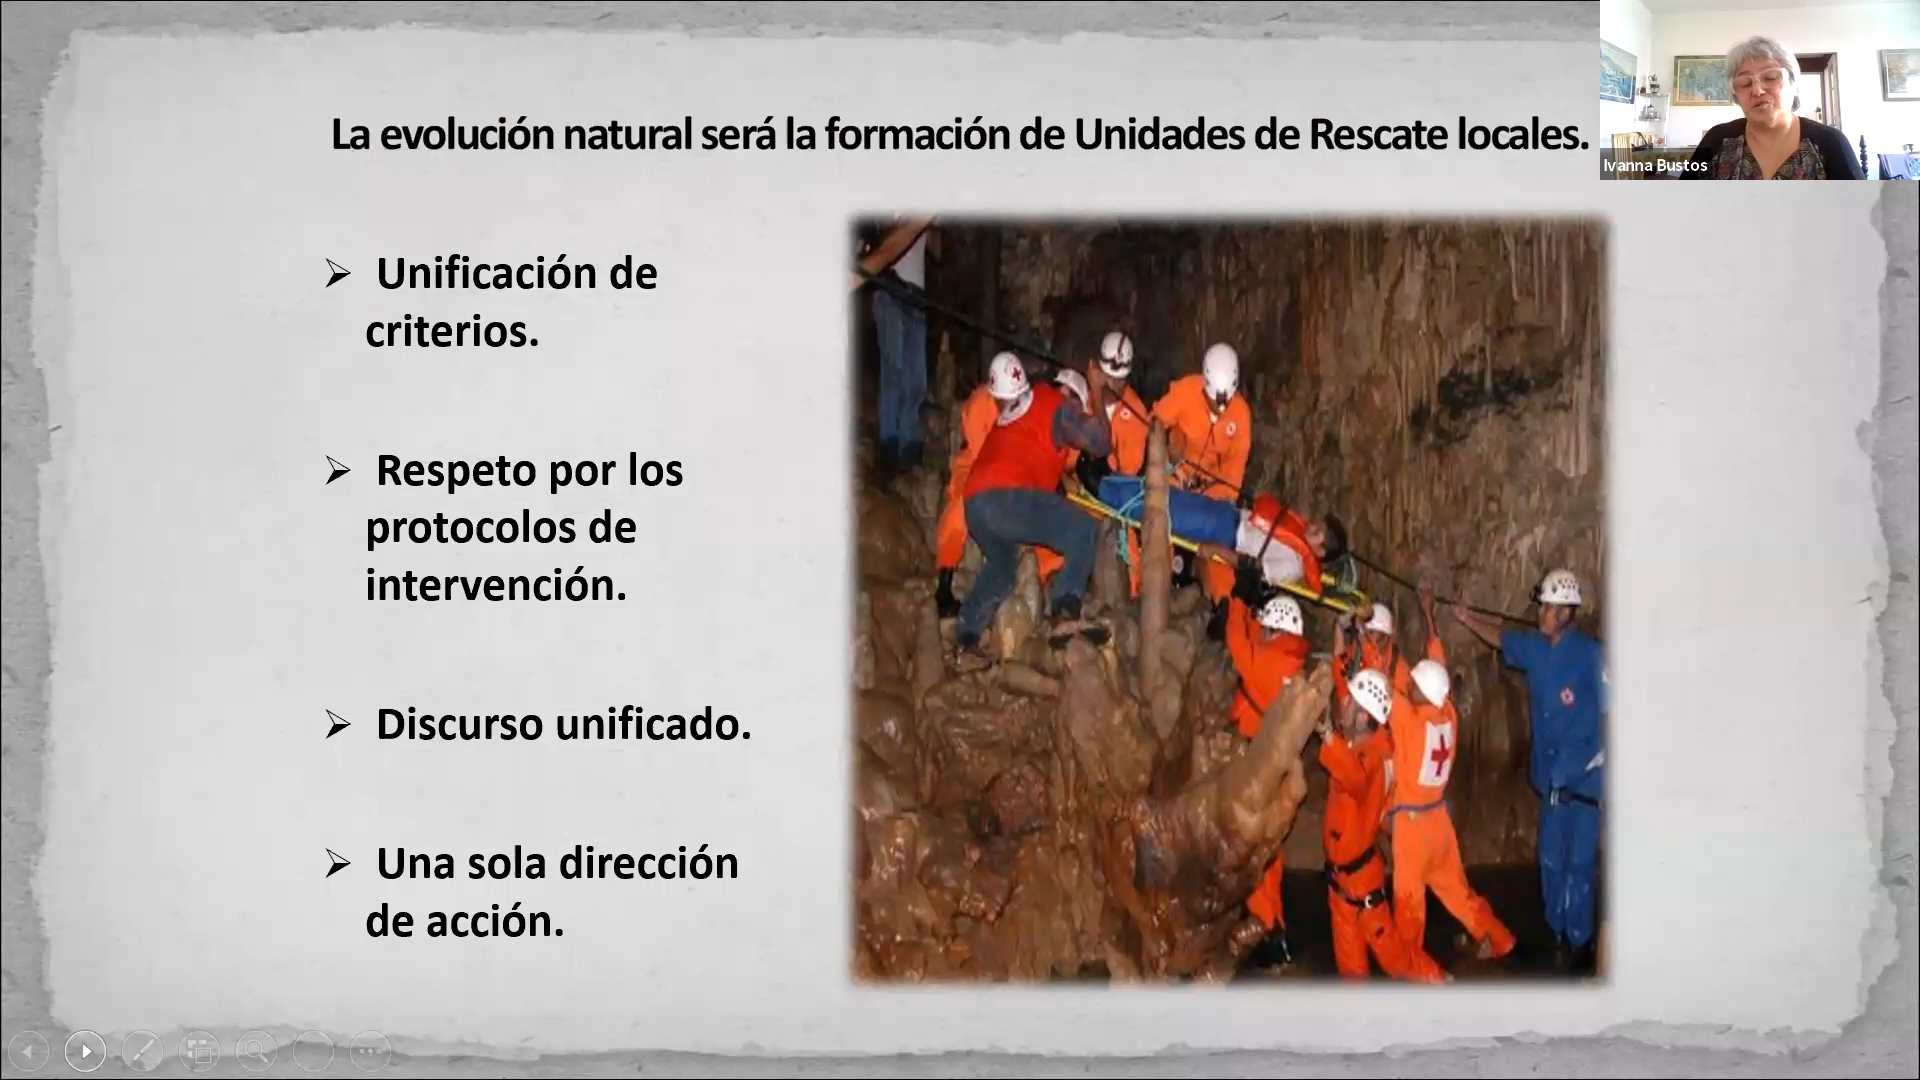 La evolución natural será la formación de Unidades de Rescate locales.
Ivanna Bustos
➢ Unificación de
criterios.
➢ Respeto por los
protocolos de
intervención.
➢ Discurso unificado.
➢ Una sola dirección
de acción.